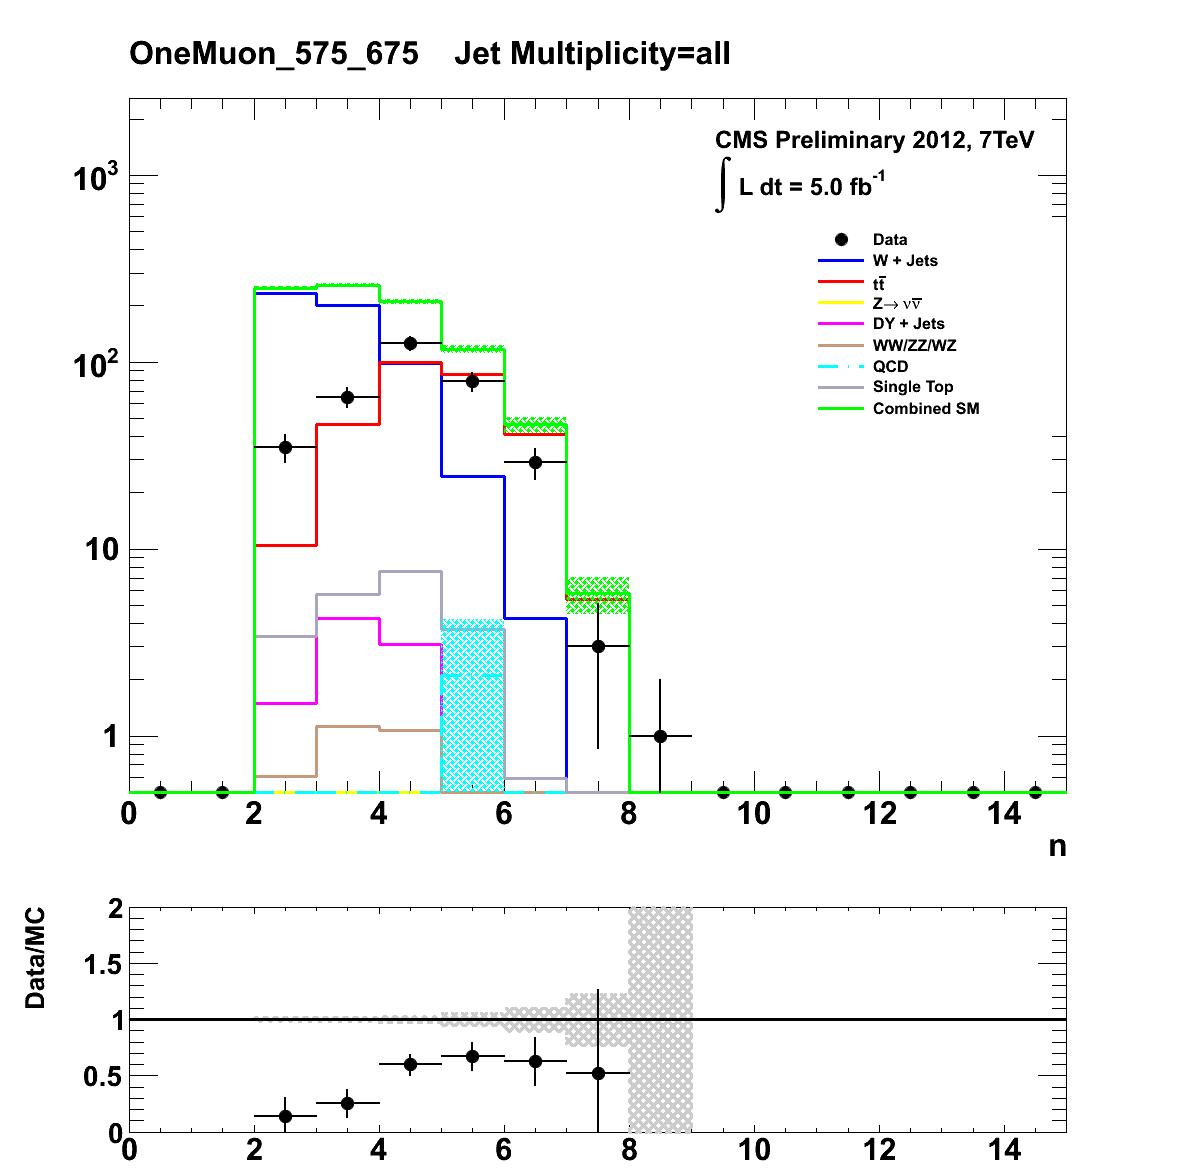 OneMuon_575_675    Jet Multiplicity=all
CMS Preliminary 2012, 7TeV
∫ L dt = 5.0 fb⁻¹
Data
W + Jets
tt̅
Z→ νν̅
DY + Jets
WW/ZZ/WZ
QCD
Single Top
Combined SM
10³
10²
10
1
0 2 4 6 8 10 12 14
n
Data/MC
2
1.5
1
0.5
0
0 2 4 6 8 10 12 14